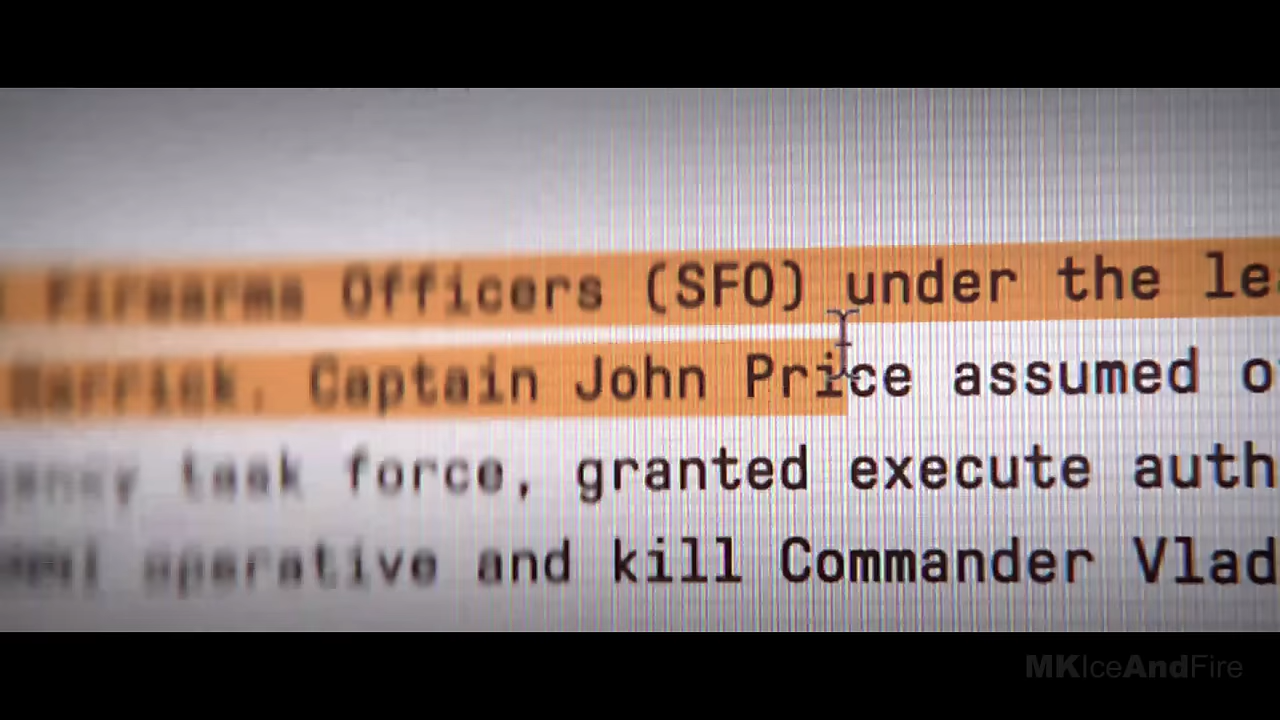 Firearms Officers (SFO) under the le
Captain John Price assumed o
task force, granted execute auth
operative and kill Commander Vlad
MKIceAndFire